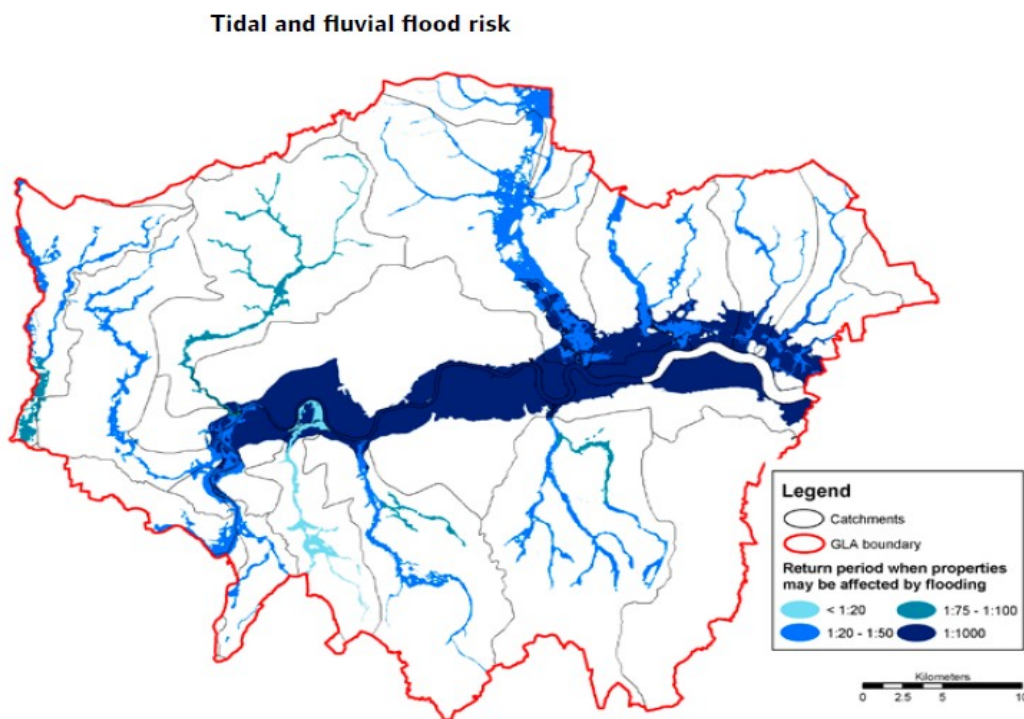 Tidal and fluvial flood risk
Legend
Catchments
GLA boundary
Return period when properties
may be affected by flooding
< 1:20
1:75 - 1:100
1:20 - 1:50
1:1000
Kilometers
0 2.5 5 10